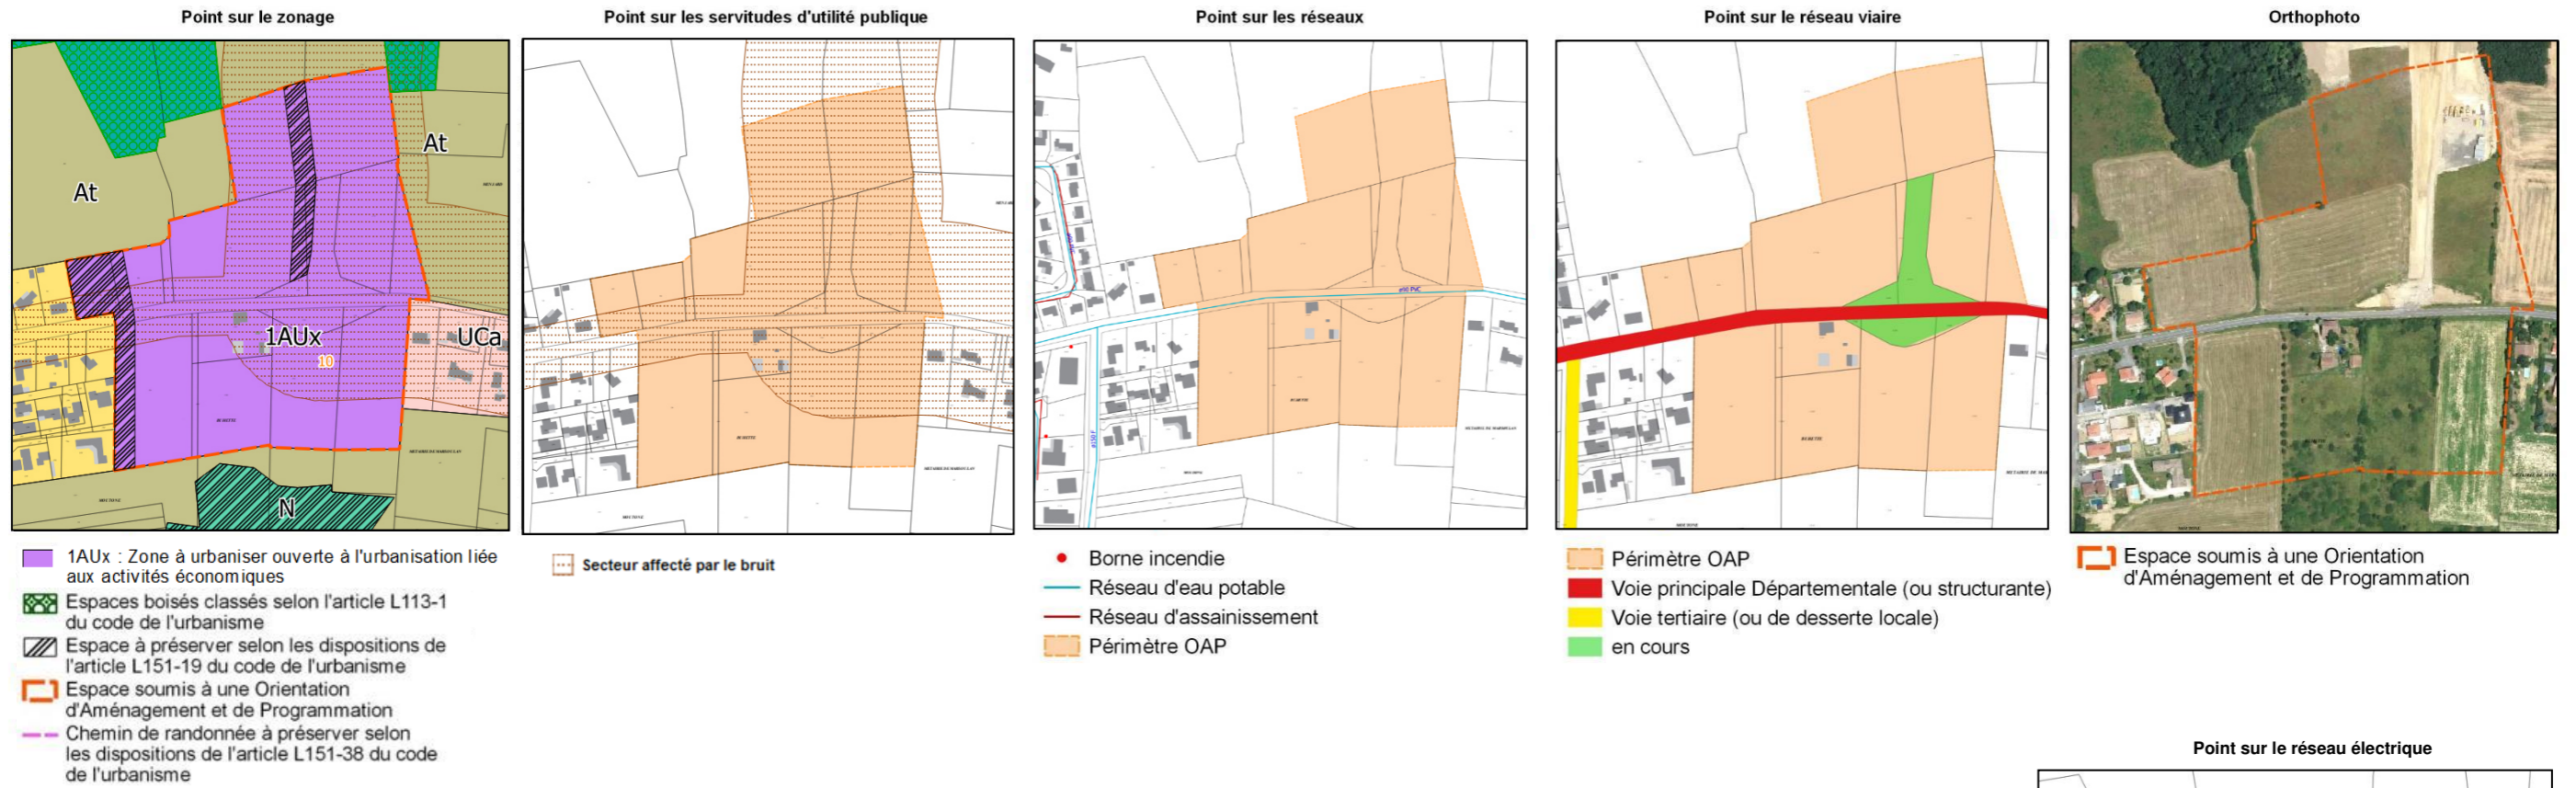 Point sur le zonage
Point sur les servitudes d'utilité publique
Point sur les réseaux
Point sur le réseau viaire
Orthophoto
At
At
1AUx
10
UCa
N
ø90 PVC
1AUx : Zone à urbaniser ouverte à l'urbanisation liée
aux activités économiques
Espaces boisés classés selon l'article L113-1
du code de l'urbanisme
Espace à préserver selon les dispositions de
l'article L151-19 du code de l'urbanisme
Espace soumis à une Orientation
d'Aménagement et de Programmation
Chemin de randonnée à préserver selon
les dispositions de l'article L151-38 du code
de l'urbanisme
Secteur affecté par le bruit
Borne incendie
Réseau d'eau potable
Réseau d'assainissement
Périmètre OAP
Périmètre OAP
Voie principale Départementale (ou structurante)
Voie tertiaire (ou de desserte locale)
en cours
Espace soumis à une Orientation
d'Aménagement et de Programmation
Point sur le réseau électrique